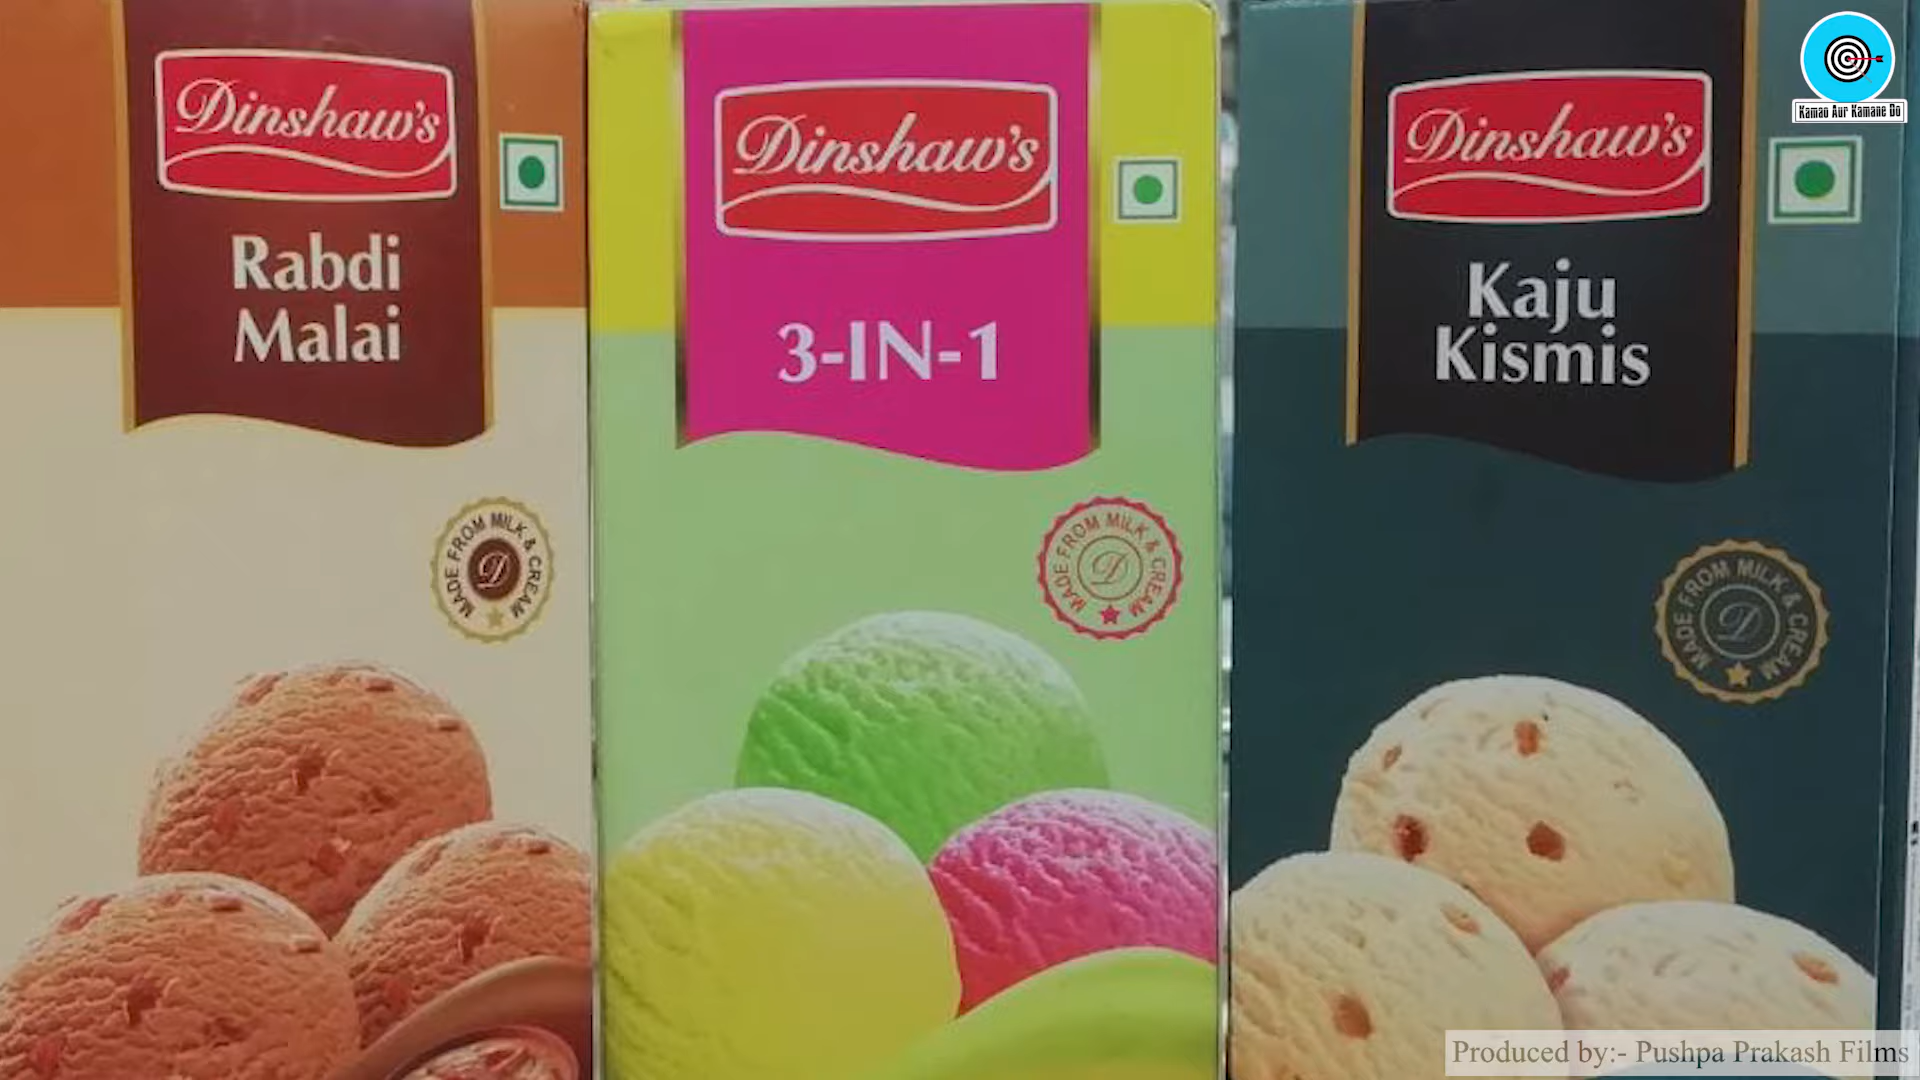 Dinshaw's
Rabdi
Malai
MADE FROM MILK & CREAM
D
Dinshaw's
3-IN-1
MADE FROM MILK & CREAM
D
Dinshaw's
Kaju
Kismis
MADE FROM MILK & CREAM
D
Kamao Aur Kamane Do
Produced by:- Pushpa Prakash Films